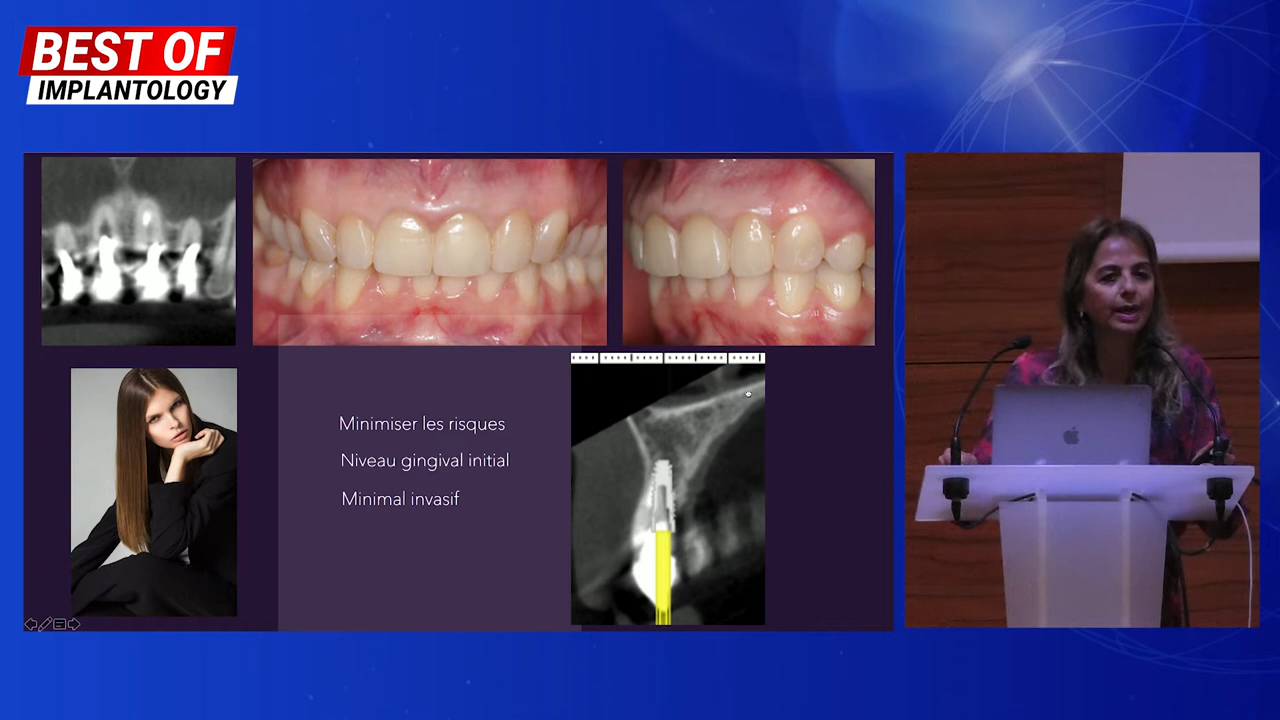 BEST OF
IMPLANTOLOGY
Minimiser les risques
Niveau gingival initial
Minimal invasif